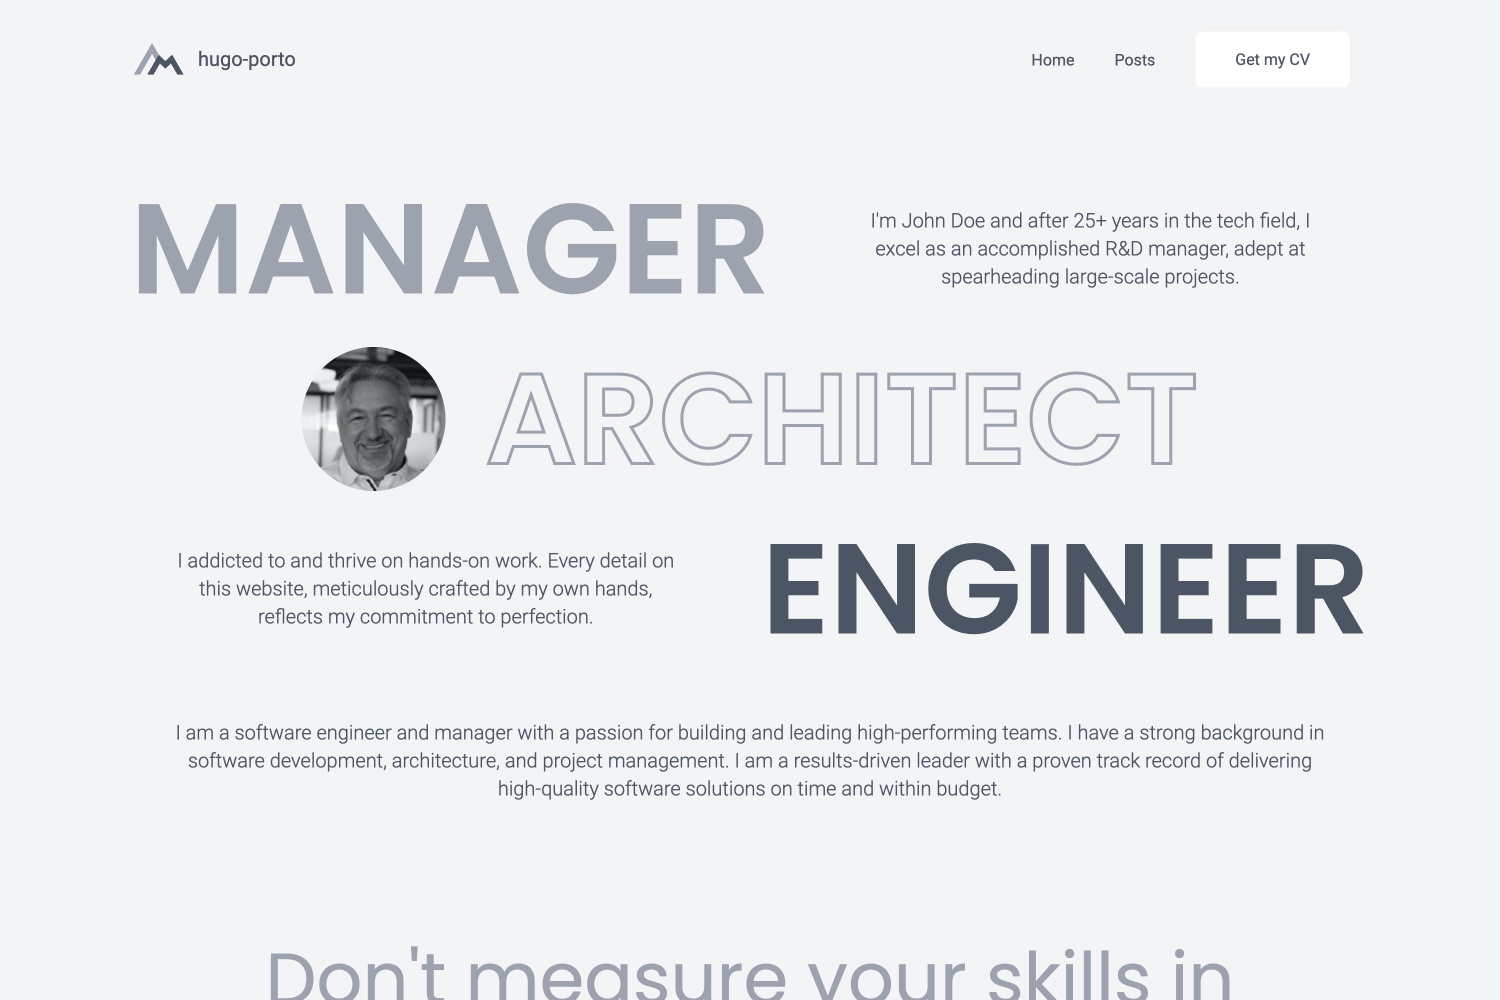 hugo-porto
Home
Posts
Get my CV
MANAGER
I'm John Doe and after 25+ years in the tech field, I
excel as an accomplished R&D manager, adept at
spearheading large-scale projects.
ARCHITECT
I addicted to and thrive on hands-on work. Every detail on
this website, meticulously crafted by my own hands,
reflects my commitment to perfection.
ENGINEER
I am a software engineer and manager with a passion for building and leading high-performing teams. I have a strong background in
software development, architecture, and project management. I am a results-driven leader with a proven track record of delivering
high-quality software solutions on time and within budget.
Don't measure your skills in